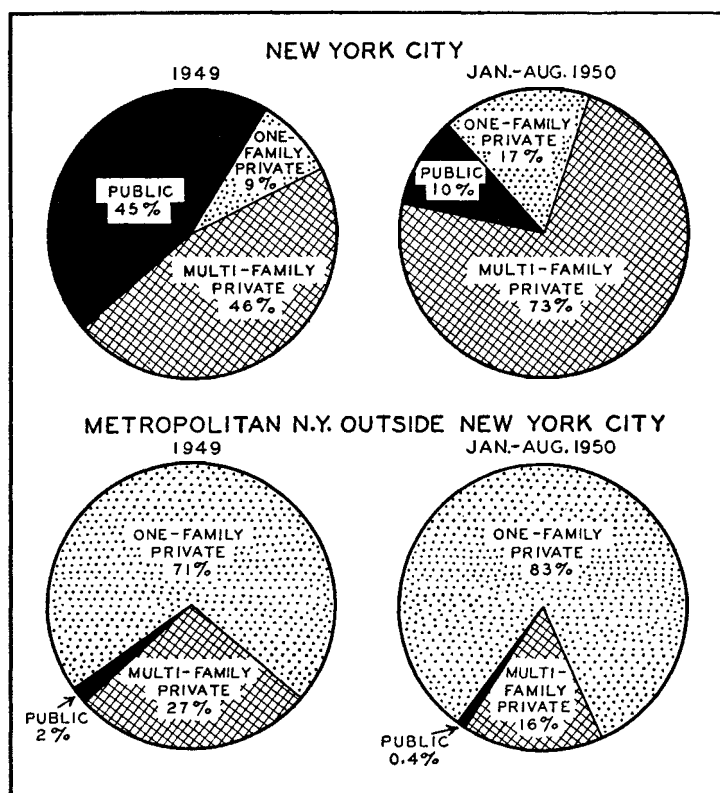 NEW YORK CITY
1949
ONE-
FAMILY
PRIVATE
9%
PUBLIC
45%
MULTI-FAMILY
PRIVATE
46%
JAN.-AUG. 1950
ONE-FAMILY
PRIVATE
17%
PUBLIC
10%
MULTI-FAMILY
PRIVATE
73%
METROPOLITAN N.Y. OUTSIDE NEW YORK CITY
1949
ONE-FAMILY
PRIVATE
71%
MULTI-FAMILY
PRIVATE
27%
PUBLIC
2%
JAN.-AUG. 1950
ONE-FAMILY
PRIVATE
83%
MULTI-
FAMILY
PRIVATE
16%
PUBLIC
0.4%